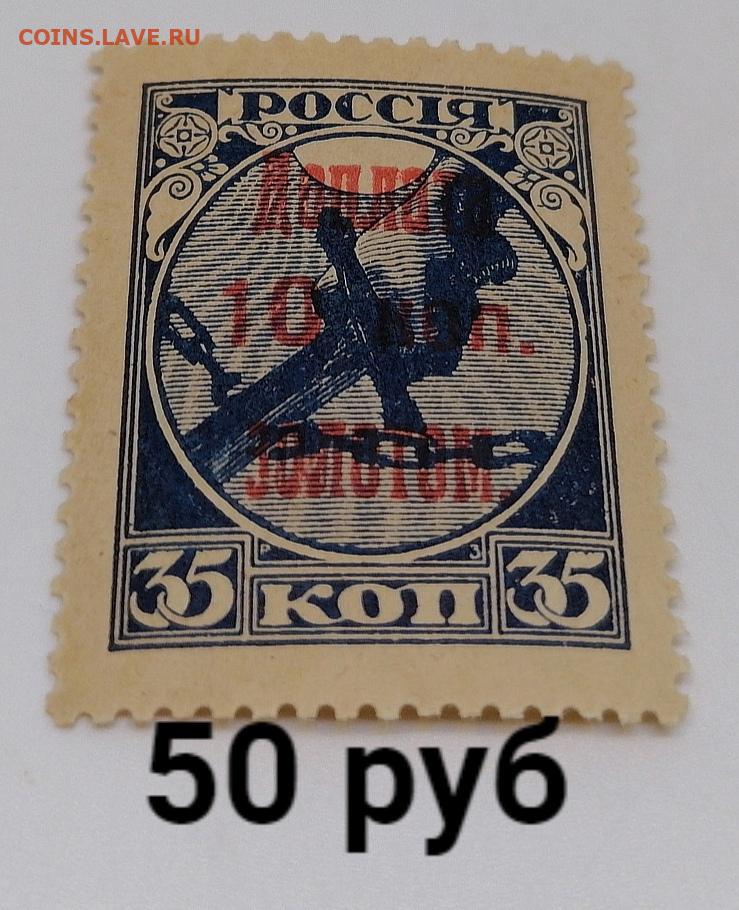 COINS.LAVE.RU
РОССІЯ
Доплата
10 коп.
золотом.
Р З
35 КОП 35
50 руб